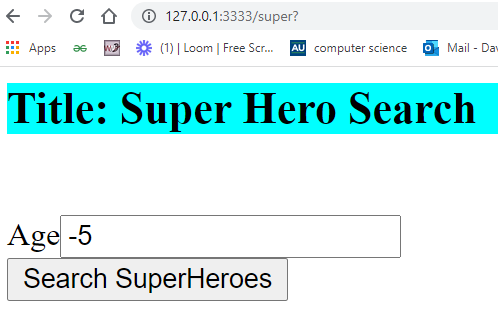 127.0.0.1:3333/super?
Apps (1) | Loom | Free Scr... AU computer science Mail - Dav
Title: Super Hero Search
Age -5
Search SuperHeroes